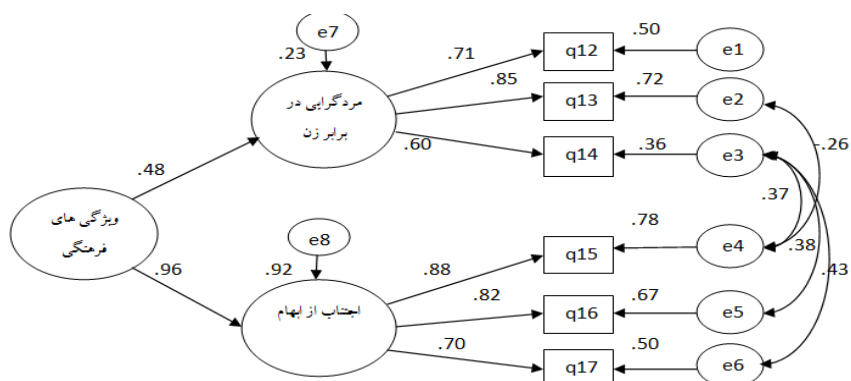 e7
.23
.71
q12
.50
e1
مردگرایی در
برابر زن
.85
q13
.72
e2
.60
q14
.36
e3
-.26
.48
.37
ویژگی های
فرهنگی
.96
e8
.92
اجتناب از ابهام
.88
q15
.78
e4
.38
.43
.82
q16
.67
e5
.70
q17
.50
e6